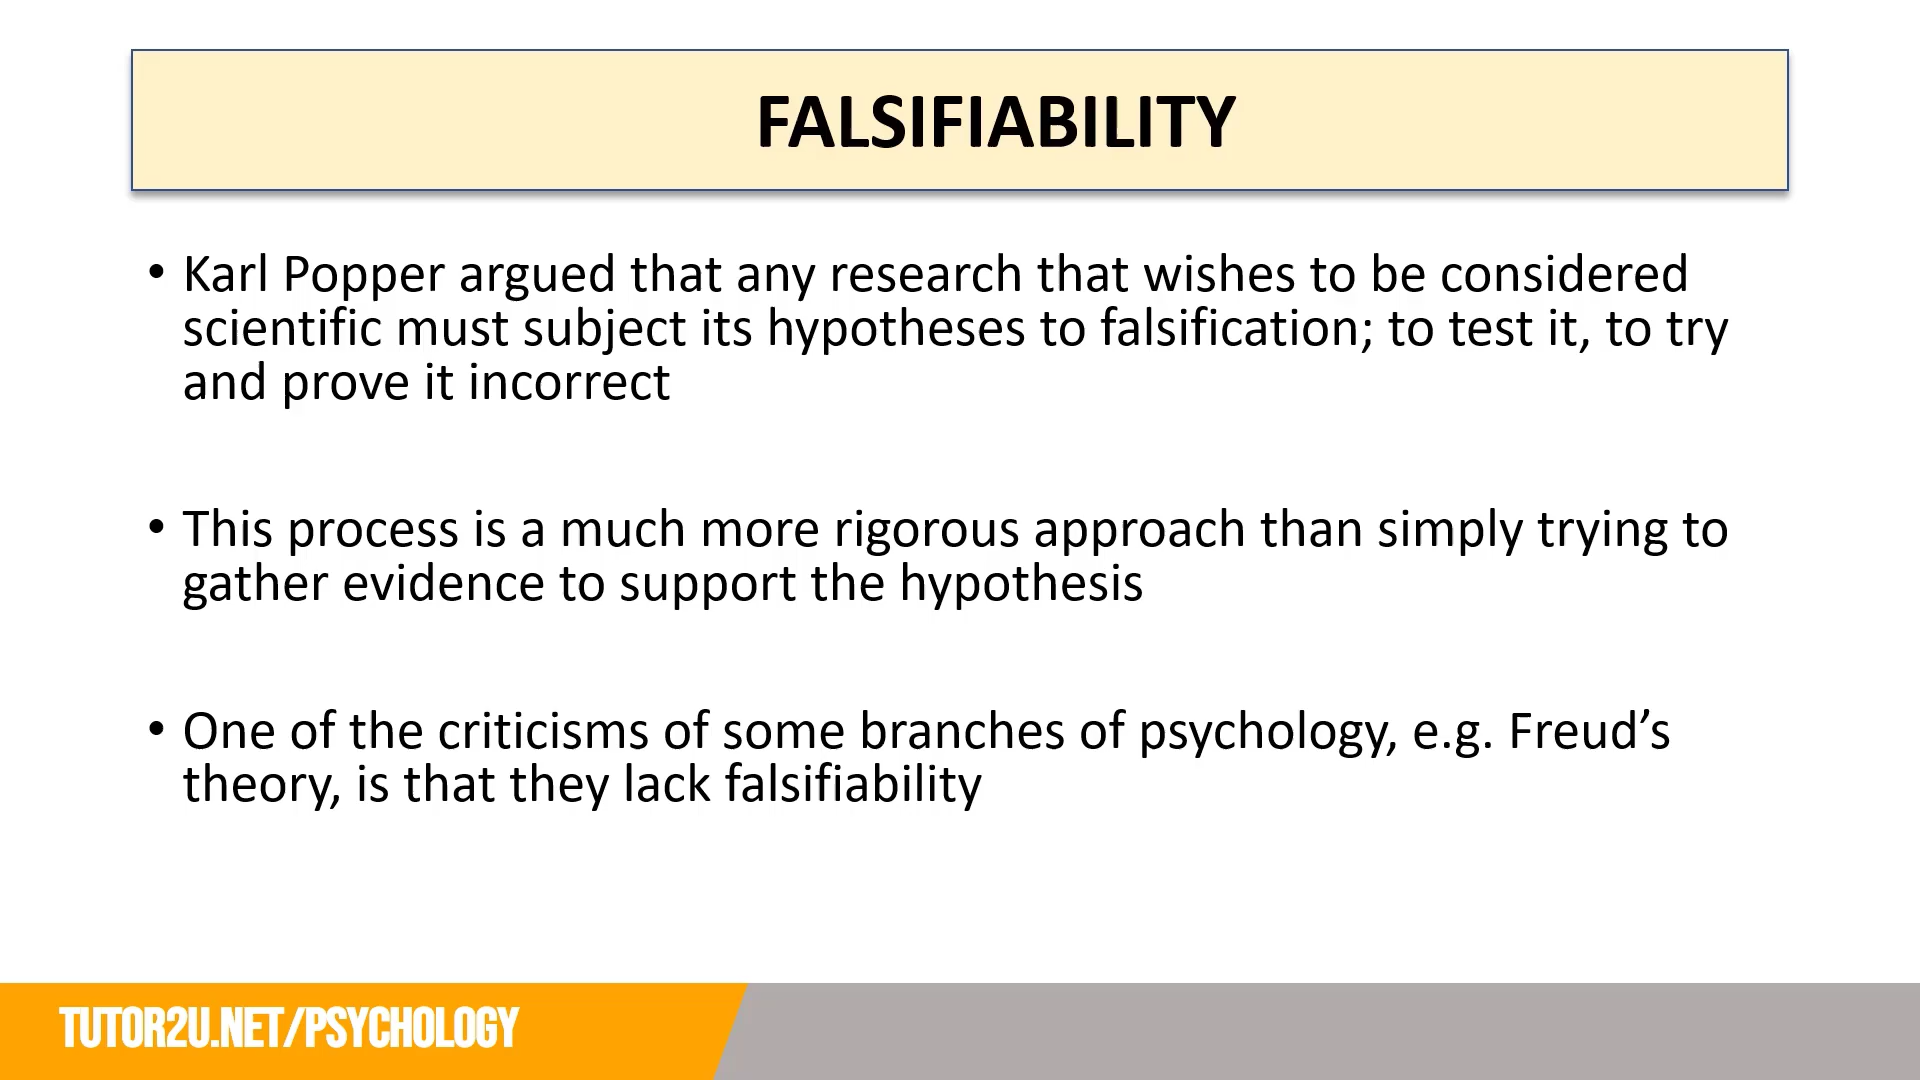 FALSIFIABILITY
• Karl Popper argued that any research that wishes to be considered
scientific must subject its hypotheses to falsification; to test it, to try
and prove it incorrect
• This process is a much more rigorous approach than simply trying to
gather evidence to support the hypothesis
• One of the criticisms of some branches of psychology, e.g. Freud’s
theory, is that they lack falsifiability
TUTOR2U.NET/PSYCHOLOGY